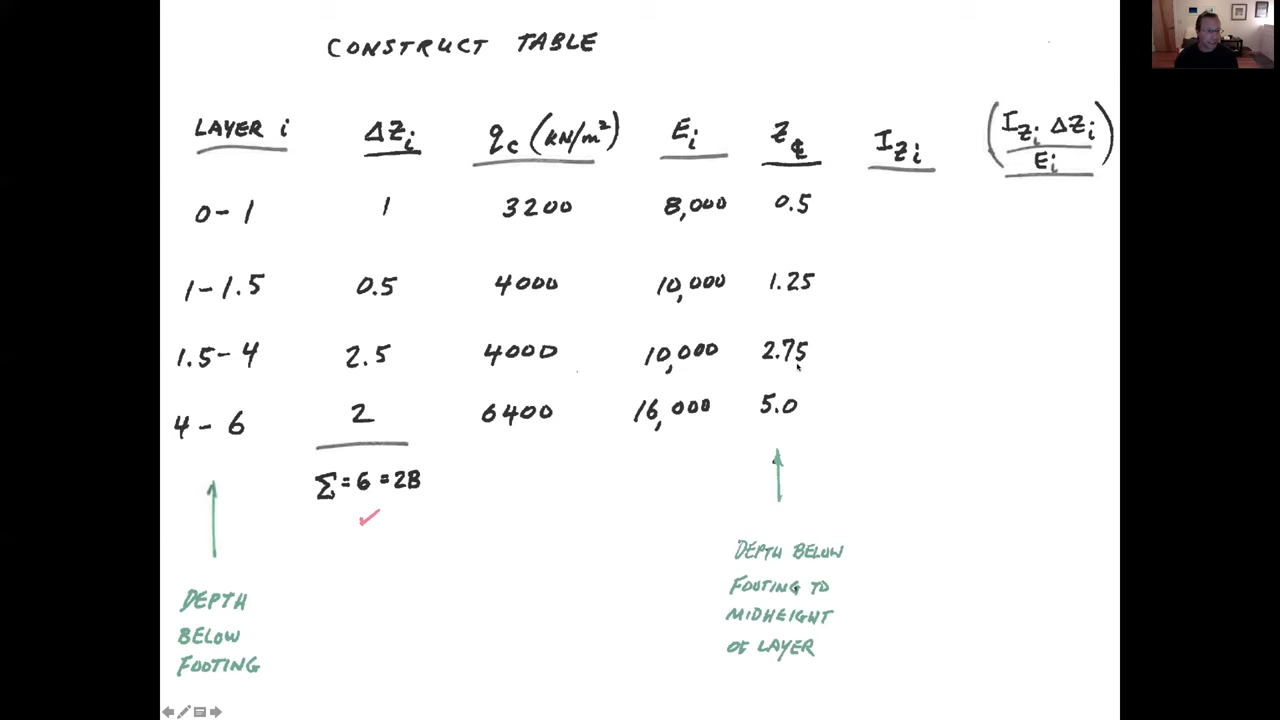 CONSTRUCT TABLE
LAYER i ΔZi qc (kN/m²) Ei Z℄ IZi (IZi ΔZi / Ei)
0-1 1 3200 8,000 0.5
1-1.5 0.5 4000 10,000 1.25
1.5-4 2.5 4000 10,000 2.75
4-6 2 6400 16,000 5.0
Σ = 6 = 2B
DEPTH
BELOW
FOOTING
DEPTH BELOW
FOOTING TO
MIDHEIGHT
OF LAYER